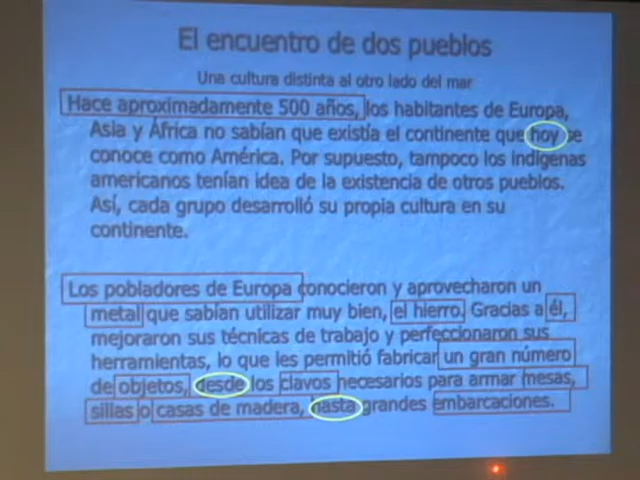 El encuentro de dos pueblos
Una cultura distinta al otro lado del mar
Hace aproximadamente 500 años, los habitantes de Europa,
Asia y África no sabían que existía el continente que hoy se
conoce como América. Por supuesto, tampoco los indígenas
americanos tenían idea de la existencia de otros pueblos.
Así, cada grupo desarrolló su propia cultura en su
continente.
Los pobladores de Europa conocieron y aprovecharon un
metal que sabían utilizar muy bien, el hierro. Gracias a él,
mejoraron sus técnicas de trabajo y perfeccionaron sus
herramientas, lo que les permitió fabricar un gran número
de objetos, desde los clavos necesarios para armar mesas,
sillas o casas de madera, hasta grandes embarcaciones.